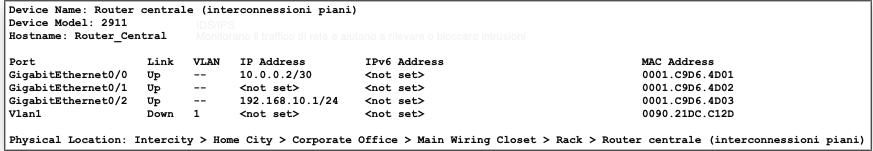 Device Name: Router centrale (interconnessioni piani)
Device Model: 2911
Hostname: Router_Central
IDS/IPS
Monitorano il traffico di rete e aiutano a rilevare o bloccare intrusioni
Port Link VLAN IP Address IPv6 Address MAC Address
GigabitEthernet0/0 Up -- 10.0.0.2/30 <not set> 0001.C9D6.4D01
GigabitEthernet0/1 Up -- <not set> <not set> 0001.C9D6.4D02
GigabitEthernet0/2 Up -- 192.168.10.1/24 <not set> 0001.C9D6.4D03
Vlan1 Down 1 <not set> <not set> 0090.21DC.C12D
Physical Location: Intercity > Home City > Corporate Office > Main Wiring Closet > Rack > Router centrale (interconnessioni piani)